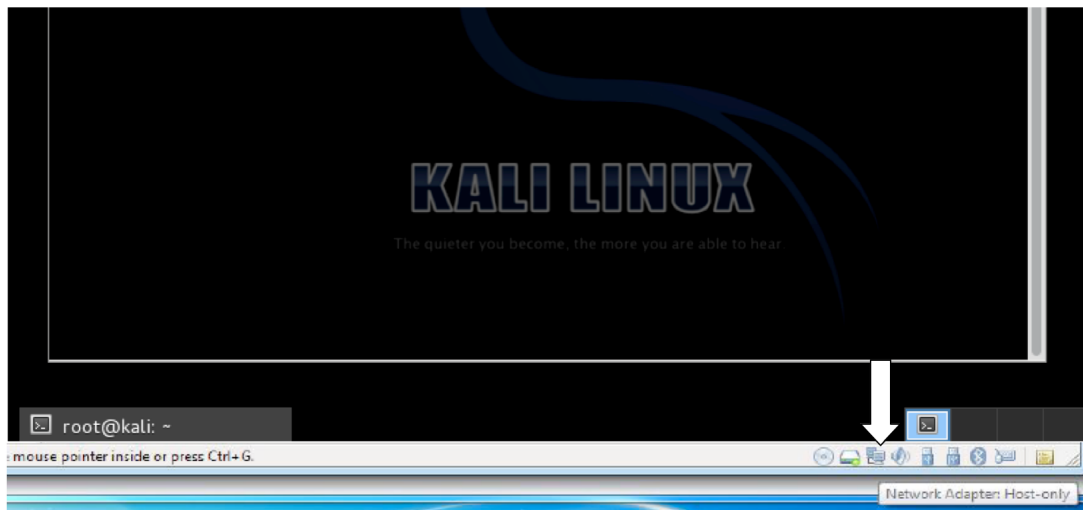 KALI LINUX
The quieter you become, the more you are able to hear
root@kali: ~
mouse pointer inside or press Ctrl+G.
Network Adapter: Host-only